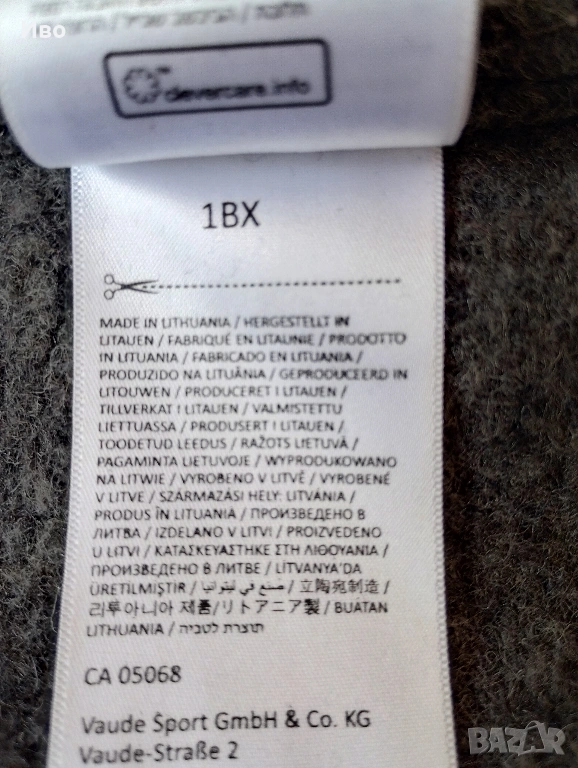 IBO
clevercare.info
1BX
MADE IN LITHUANIA / HERGESTELLT IN
LITAUEN / FABRIQUÉ EN LITAUNIE / PRODOTTO
IN LITUANIA / FABRICADO EN LITUANIA /
PRODUZIDO NA LITUÂNIA / GEPRODUCEERD IN
LITOUWEN / PRODUCERET I LITAUEN /
TILLVERKAT I LITAUEN / VALMISTETTU
LIETTUASSA / PRODUSERT I LITAUEN /
TOODETUD LEEDUS / RAŽOTS LIETUVĀ /
PAGAMINTA LIETUVOJE / WYPRODUKOWANO
NA LITWIE / VYROBENO V LITVĚ / VYROBENÉ
V LITVE / SZÁRMAZÁSI HELY: LITVÁNIA /
PRODUS ÎN LITUANIA / ПРОИЗВЕДЕНО В
ЛИТВА / IZDELANO V LITVI / PROIZVEDENO
U LITVI / ΚΑΤΑΣΚΕΥΑΣΤΗΚΕ ΣΤΗ ΛΙΘΟΥΑΝΙΑ /
ПРОИЗВЕДЕНО В ЛИТВЕ / LITVANYA'DA
ÜRETILMIŞTIR / صنع في ليتوانيا / 立陶宛制造 /
리투아니아 제품 / リトアニア製 / BUATAN
LITHUANIA / תוצרת לטביה
CA 05068
Vaude Sport GmbH & Co. KG
Vaude-Straße 2
BAZAR